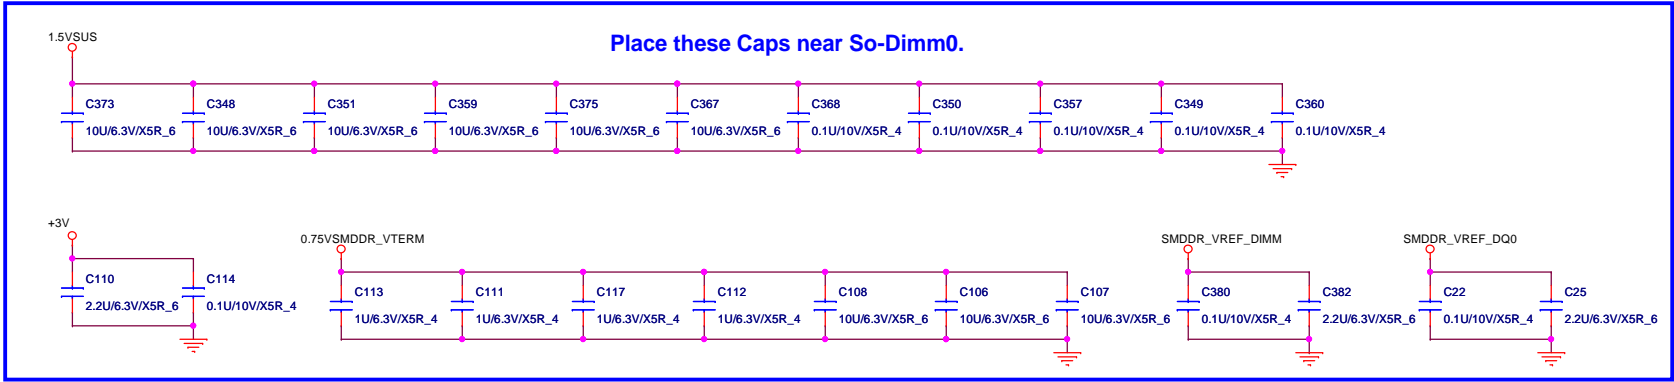 Place these Caps near So-Dimm0.
1.5VSUS
C373
10U/6.3V/X5R_6
C348
10U/6.3V/X5R_6
C351
10U/6.3V/X5R_6
C359
10U/6.3V/X5R_6
C375
10U/6.3V/X5R_6
C367
10U/6.3V/X5R_6
C368
0.1U/10V/X5R_4
C350
0.1U/10V/X5R_4
C357
0.1U/10V/X5R_4
C349
0.1U/10V/X5R_4
C360
0.1U/10V/X5R_4
+3V
C110
2.2U/6.3V/X5R_6
C114
0.1U/10V/X5R_4
0.75VSMDDR_VTERM
C113
1U/6.3V/X5R_4
C111
1U/6.3V/X5R_4
C117
1U/6.3V/X5R_4
C112
1U/6.3V/X5R_4
C108
10U/6.3V/X5R_6
C106
10U/6.3V/X5R_6
C107
10U/6.3V/X5R_6
SMDDR_VREF_DIMM
C380
0.1U/10V/X5R_4
C382
2.2U/6.3V/X5R_6
SMDDR_VREF_DQ0
C22
0.1U/10V/X5R_4
C25
2.2U/6.3V/X5R_6